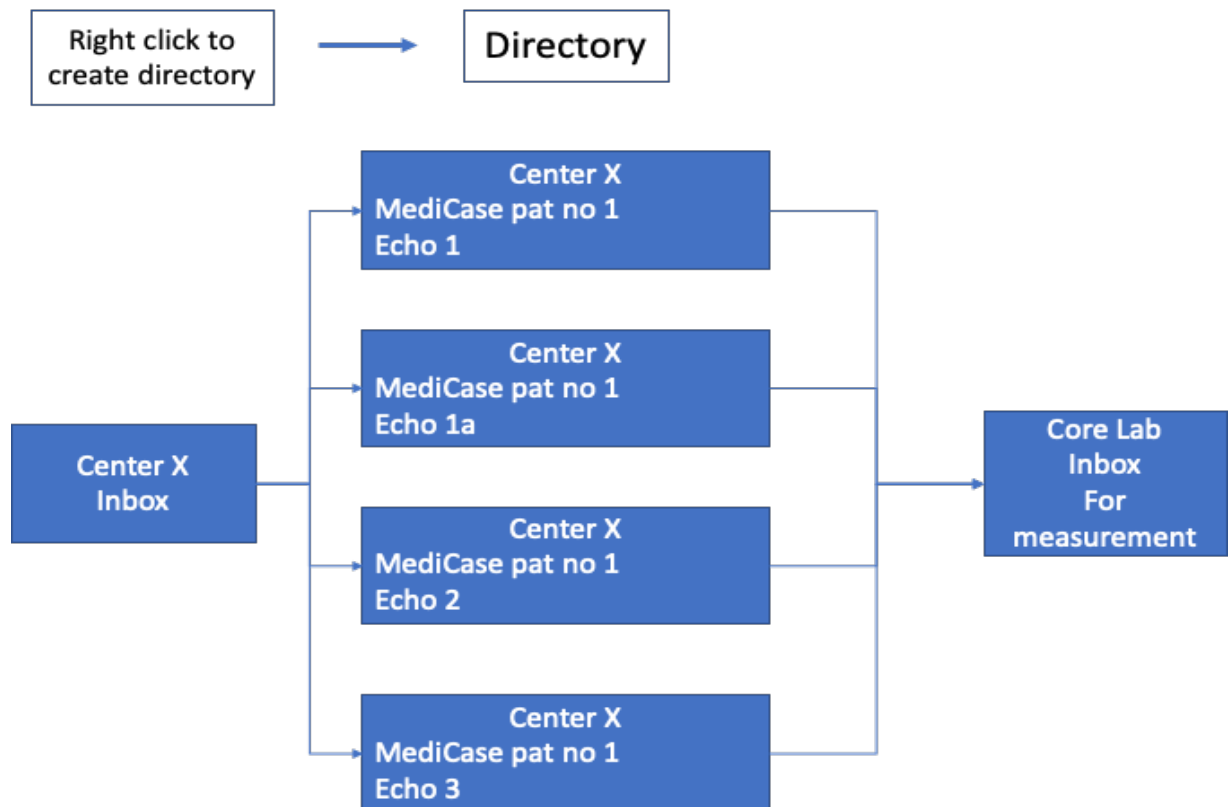 Right click to
create directory
Directory
Center X
MediCase pat no 1
Echo 1
Center X
MediCase pat no 1
Echo 1a
Center X
Inbox
Core Lab
Inbox
For
measurement
Center X
MediCase pat no 1
Echo 2
Center X
MediCase pat no 1
Echo 3